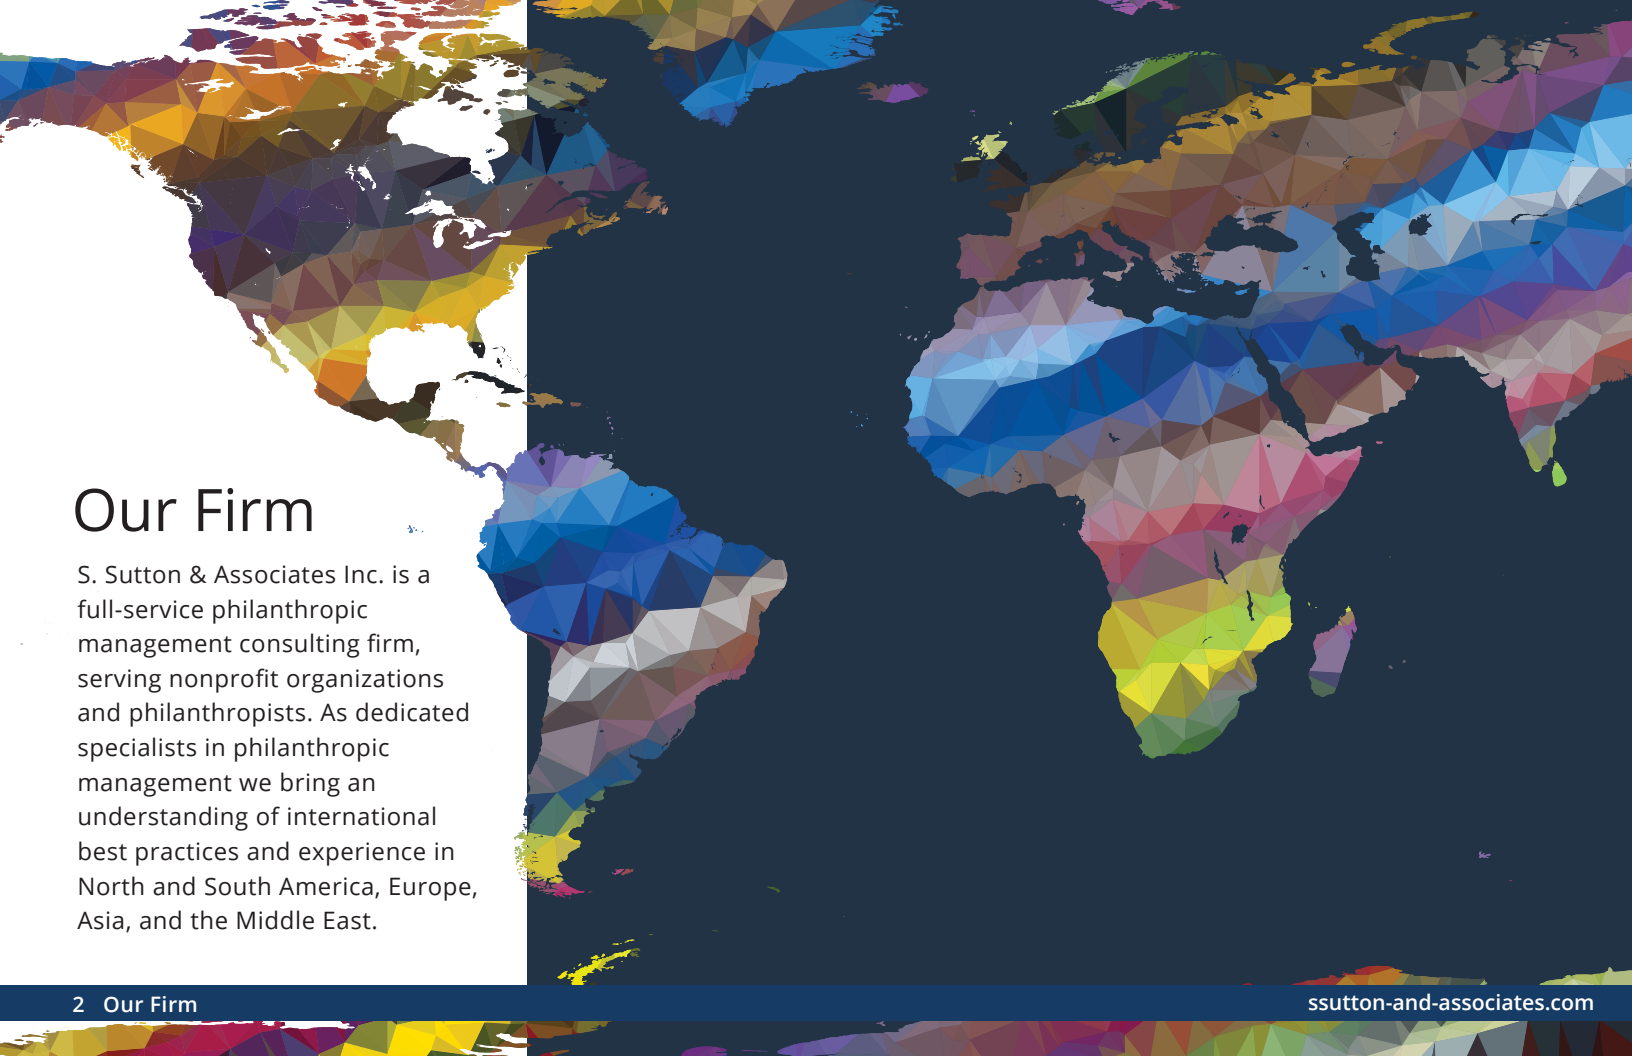 Our Firm
S. Sutton & Associates Inc. is a
full-service philanthropic
management consulting firm,
serving nonprofit organizations
and philanthropists. As dedicated
specialists in philanthropic
management we bring an
understanding of international
best practices and experience in
North and South America, Europe,
Asia, and the Middle East.
2 Our Firm
ssutton-and-associates.com